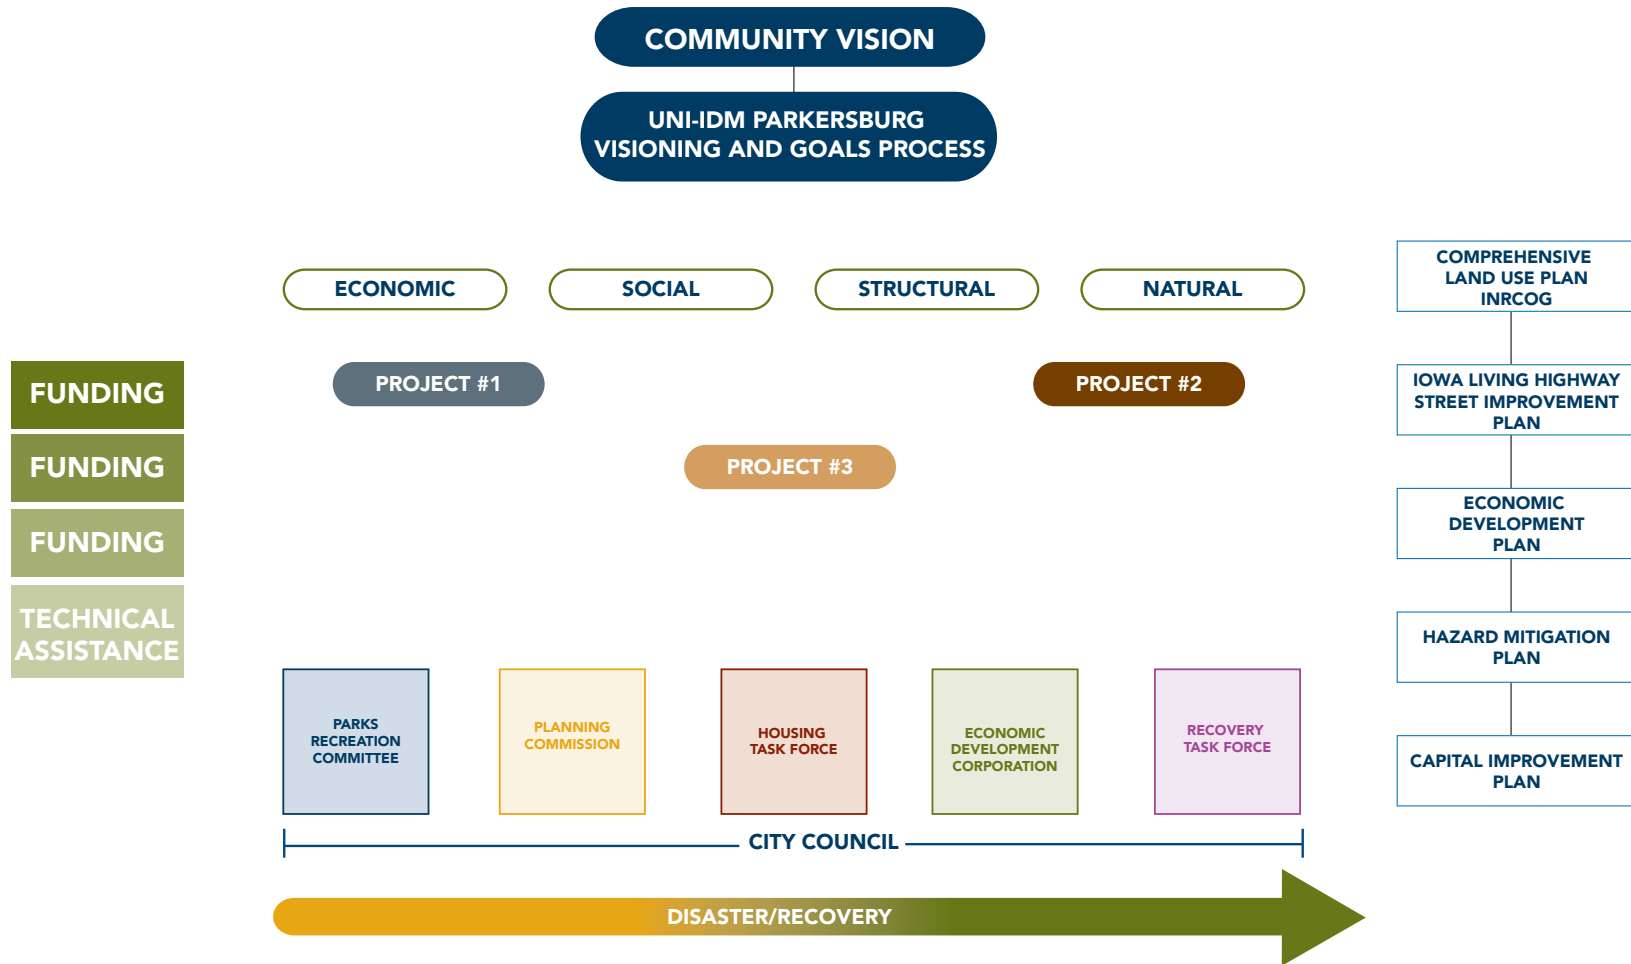 COMMUNITY VISION
UNI-IDM PARKERSBURG
VISIONING AND GOALS PROCESS
ECONOMIC
SOCIAL
STRUCTURAL
NATURAL
COMPREHENSIVE
LAND USE PLAN
INRCOG
FUNDING
PROJECT #1
PROJECT #2
IOWA LIVING HIGHWAY
STREET IMPROVEMENT
PLAN
FUNDING
PROJECT #3
FUNDING
ECONOMIC
DEVELOPMENT
PLAN
TECHNICAL
ASSISTANCE
HAZARD MITIGATION
PLAN
PARKS
RECREATION
COMMITTEE
PLANNING
COMMISSION
HOUSING
TASK FORCE
ECONOMIC
DEVELOPMENT
CORPORATION
RECOVERY
TASK FORCE
CAPITAL IMPROVEMENT
PLAN
CITY COUNCIL
DISASTER/RECOVERY